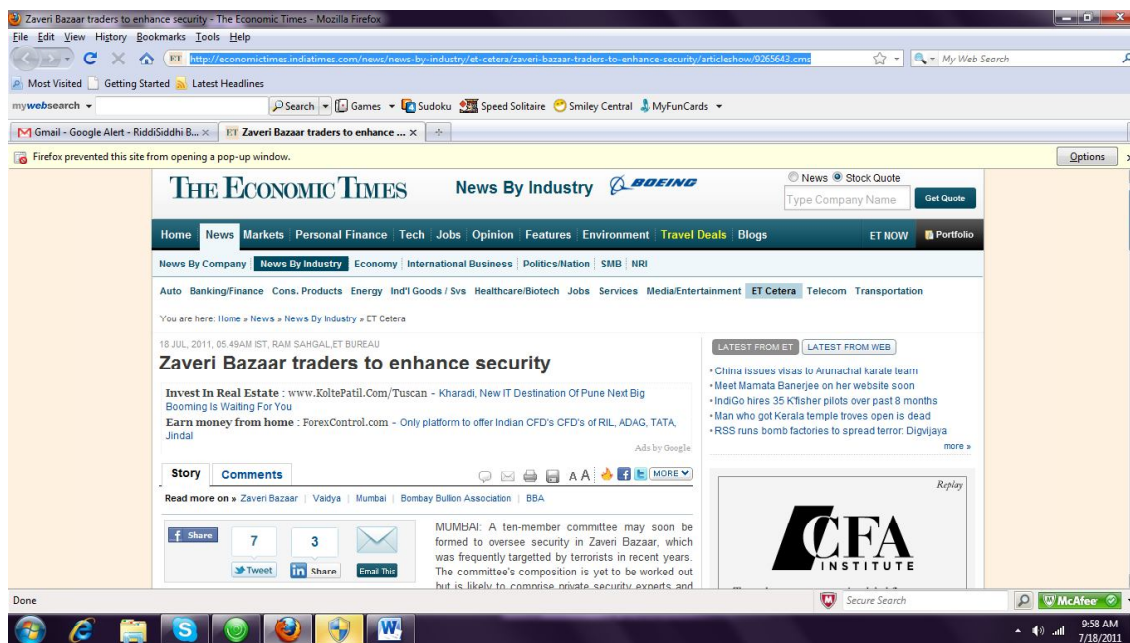 Zaveri Bazaar traders to enhance security - The Economic Times - Mozilla Firefox
File Edit View History Bookmarks Tools Help
ET http://economictimes.indiatimes.com/news/news-by-industry/et-cetera/zaveri-bazaar-traders-to-enhance-security/articleshow/9265643.cms My Web Search
Most Visited Getting Started Latest Headlines
mywebsearch Search Games Sudoku Speed Solitaire Smiley Central MyFunCards
Gmail - Google Alert - RiddiSiddhi B... ET Zaveri Bazaar traders to enhance ...
Firefox prevented this site from opening a pop-up window. Options
THE ECONOMIC TIMES News By Industry BOEING
News Stock Quote
Type Company Name Get Quote
Home News Markets Personal Finance Tech Jobs Opinion Features Environment Travel Deals Blogs ET NOW Portfolio
News By Company News By Industry Economy International Business Politics/Nation SMB NRI
Auto Banking/Finance Cons. Products Energy Ind'l Goods / Svs Healthcare/Biotech Jobs Services Media/Entertainment ET Cetera Telecom Transportation
You are here: Home » News » News By Industry » ET Cetera
18 JUL, 2011, 05.49AM IST, RAM SAHGAL,ET BUREAU
Zaveri Bazaar traders to enhance security
Invest In Real Estate : www.KoltePatil.Com/Tuscan - Kharadi, New IT Destination Of Pune Next Big
Booming Is Waiting For You
Earn money from home : ForexControl.com - Only platform to offer Indian CFD's CFD's of RIL, ADAG, TATA,
Jindal
Ads by Google
LATEST FROM ET LATEST FROM WEB
• China issues visas to Arunachal karate team
• Meet Mamata Banerjee on her website soon
• IndiGo hires 35 K'fisher pilots over past 8 months
• Man who got Kerala temple troves open is dead
• RSS runs bomb factories to spread terror: Digvijaya
more »
Story Comments A A MORE
Read more on » Zaveri Bazaar | Vaidya | Mumbai | Bombay Bullion Association | BBA
Share 7 3
Tweet in Share Email This
MUMBAI: A ten-member committee may soon be
formed to oversee security in Zaveri Bazaar, which
was frequently targetted by terrorists in recent years.
The committee's composition is yet to be worked out
but is likely to comprise private security experts and
Replay
CFA
INSTITUTE
Done Secure Search McAfee
9:58 AM
7/18/2011